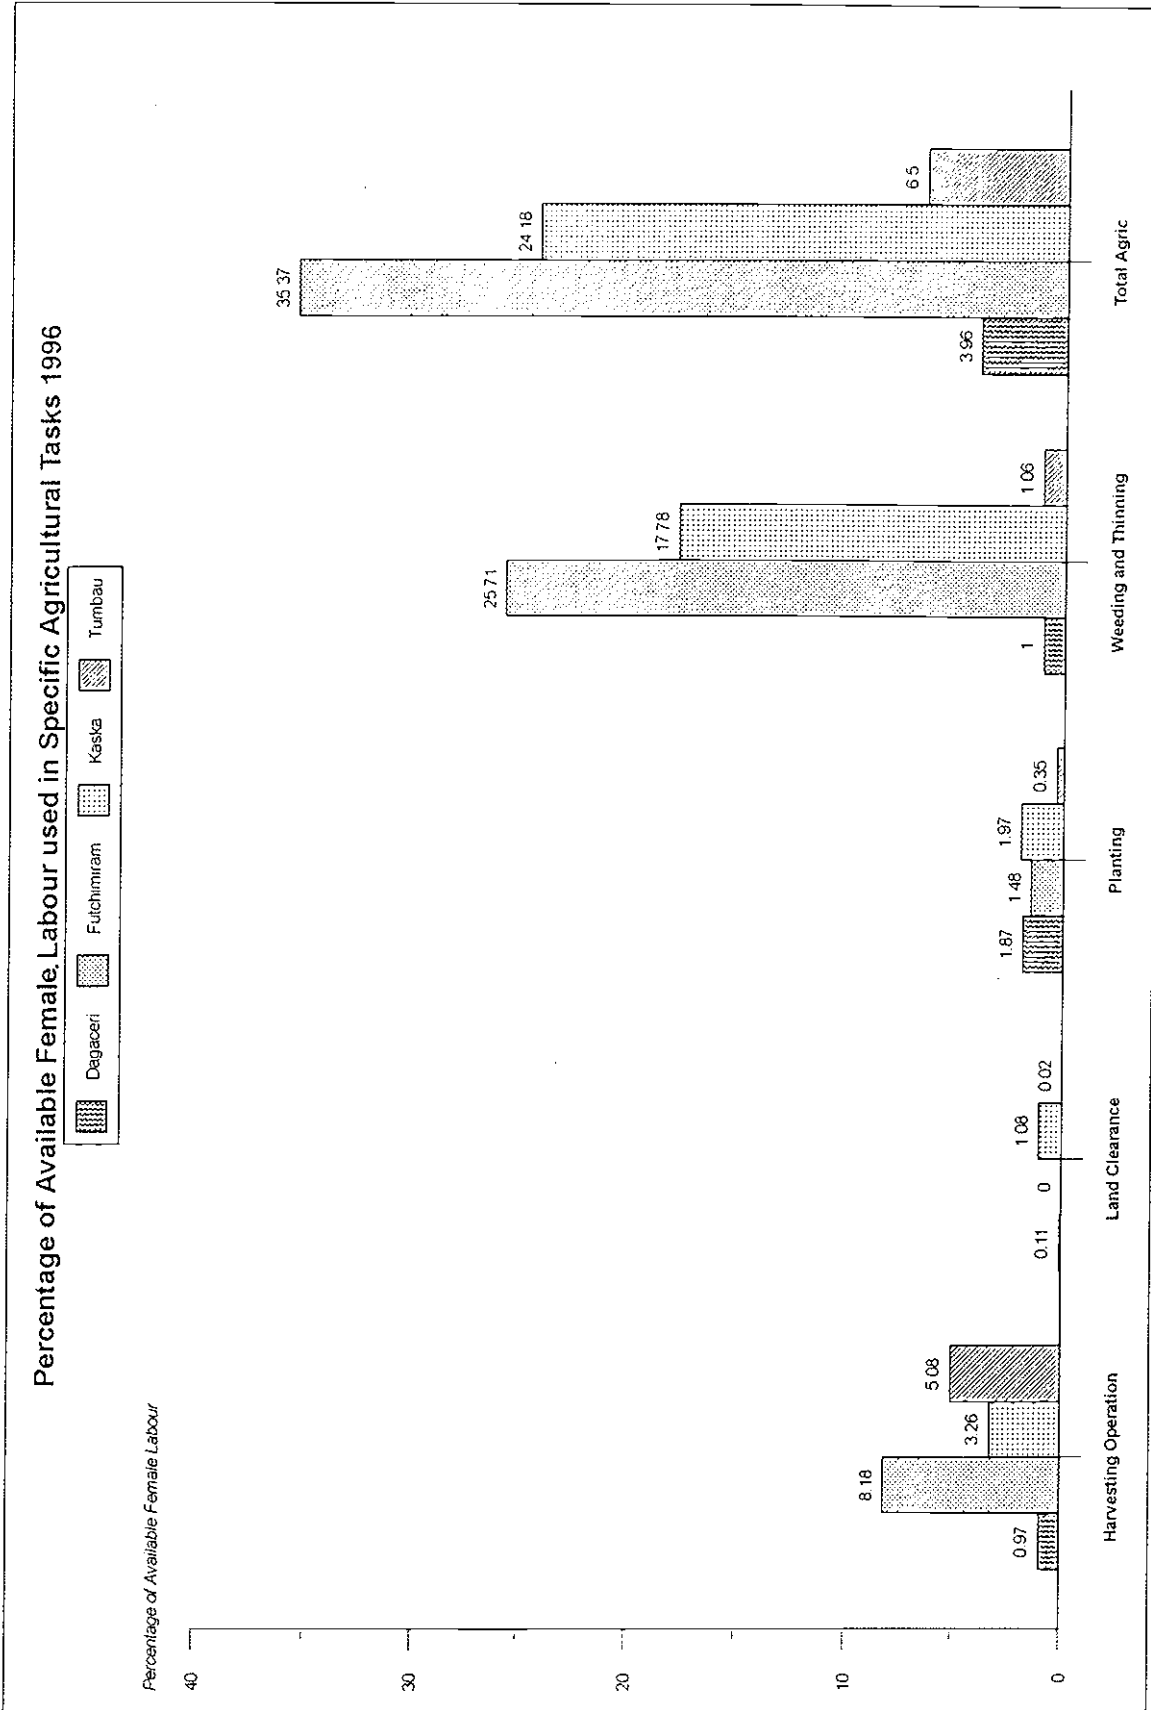 Percentage of Available Female. Labour used in Specific Agricultural Tasks 1996
Dagaceri Futchimiram Kaska Tumbau
Percentage of Available Female Labour
40
30
20
10
0
0.97 8.18 3.26 5.08
0.11 0 1.08 0.02
1.87 1.48 1.97 0.35
1 25 71 17 78 1 06
3.96 35 37 24 18 6 5
Harvesting Operation Land Clearance Planting Weeding and Thinning Total Agric